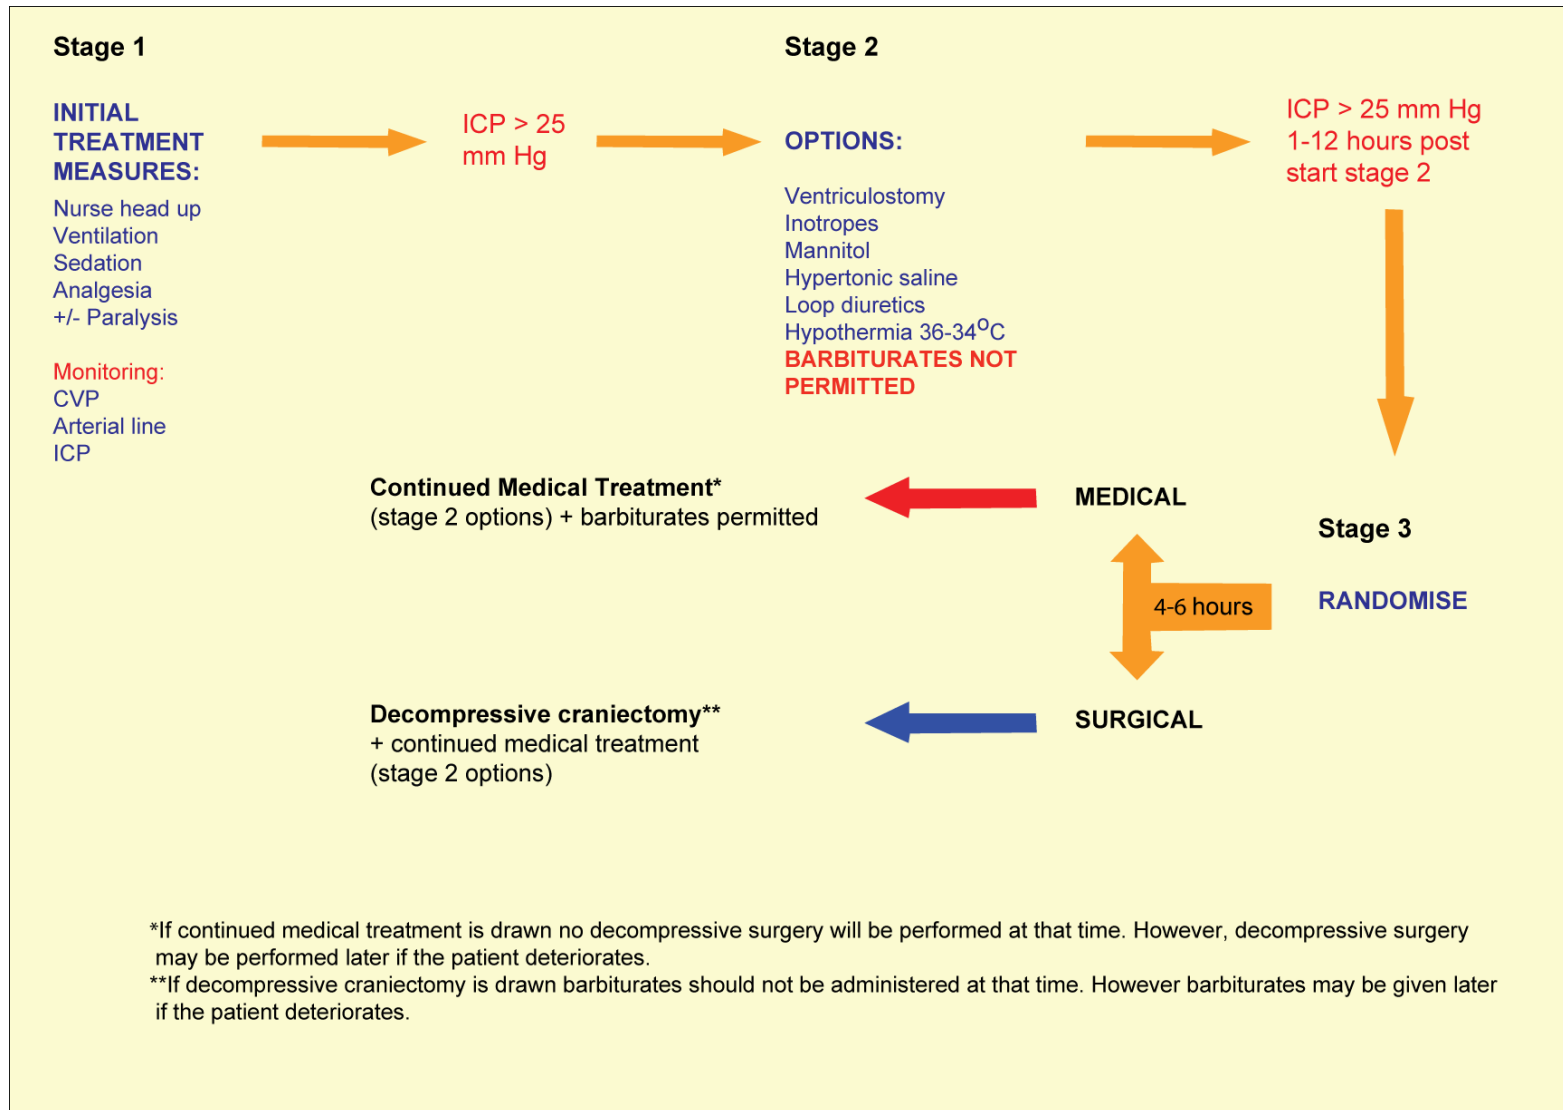 Stage 1
INITIAL
TREATMENT
MEASURES:
Nurse head up
Ventilation
Sedation
Analgesia
+/- Paralysis
Monitoring:
CVP
Arterial line
ICP
ICP > 25
mm Hg
Stage 2
OPTIONS:
Ventriculostomy
Inotropes
Mannitol
Hypertonic saline
Loop diuretics
Hypothermia 36-34°C
BARBITURATES NOT
PERMITTED
ICP > 25 mm Hg
1-12 hours post
start stage 2
Stage 3
RANDOMISE
4-6 hours
MEDICAL
Continued Medical Treatment*
(stage 2 options) + barbiturates permitted
SURGICAL
Decompressive craniectomy**
+ continued medical treatment
(stage 2 options)
*If continued medical treatment is drawn no decompressive surgery will be performed at that time. However, decompressive surgery
may be performed later if the patient deteriorates.
**If decompressive craniectomy is drawn barbiturates should not be administered at that time. However barbiturates may be given later
if the patient deteriorates.